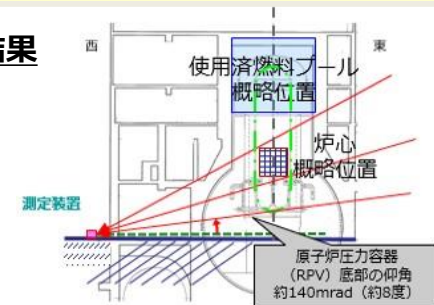 結果
西
東
使用済燃料プール
概略位置
炉心
概略位置
測定装置
原子炉圧力容器
（RPV）底部の仰角
約140mrad（約8度）